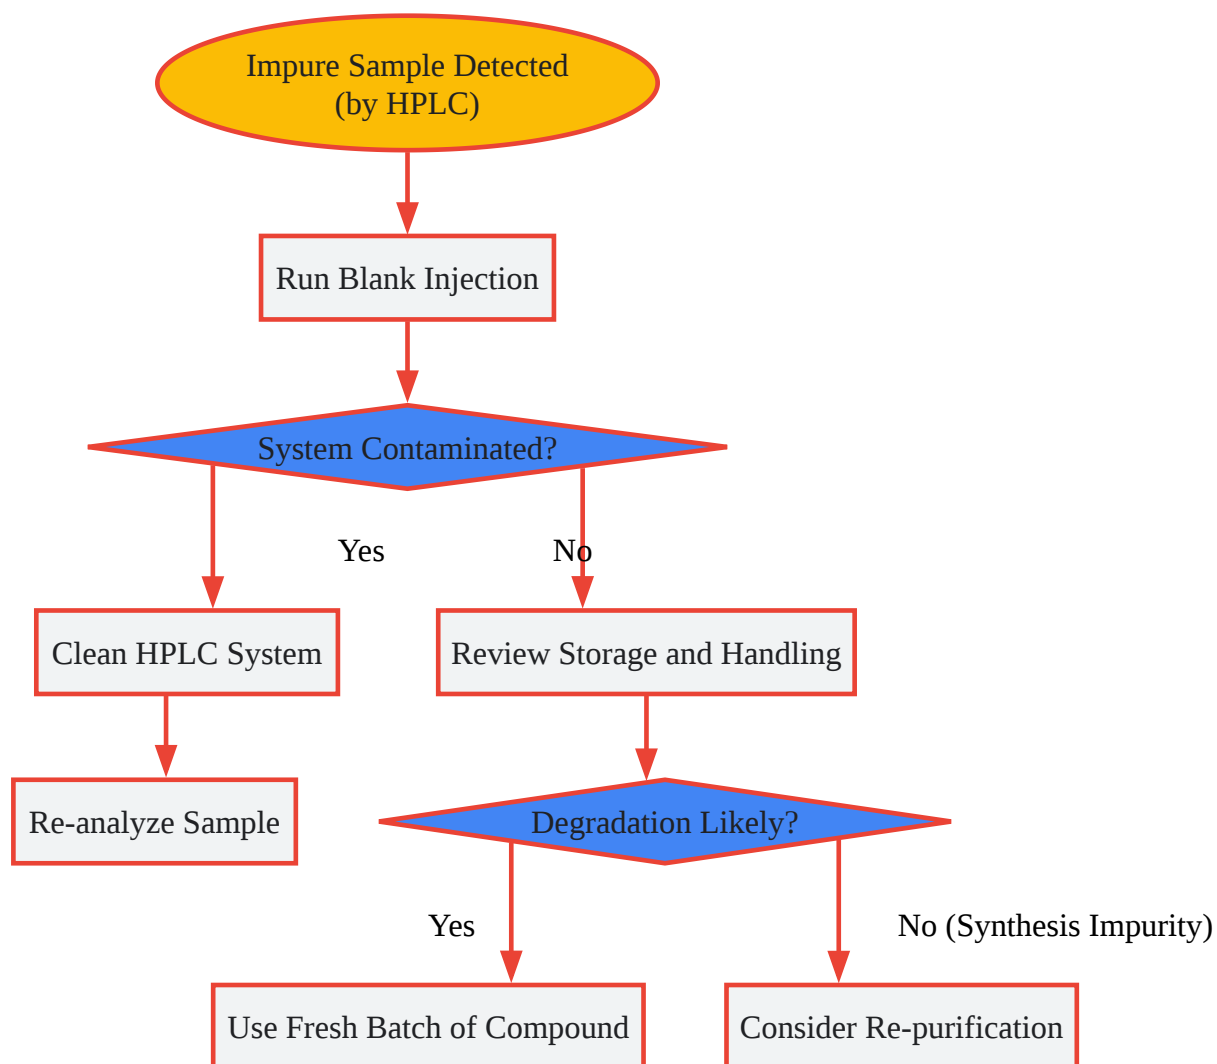 Impure Sample Detected
(by HPLC)
Run Blank Injection
System Contaminated?
Yes
No
Clean HPLC System
Review Storage and Handling
Re-analyze Sample
Degradation Likely?
Yes
No (Synthesis Impurity)
Use Fresh Batch of Compound
Consider Re-purification